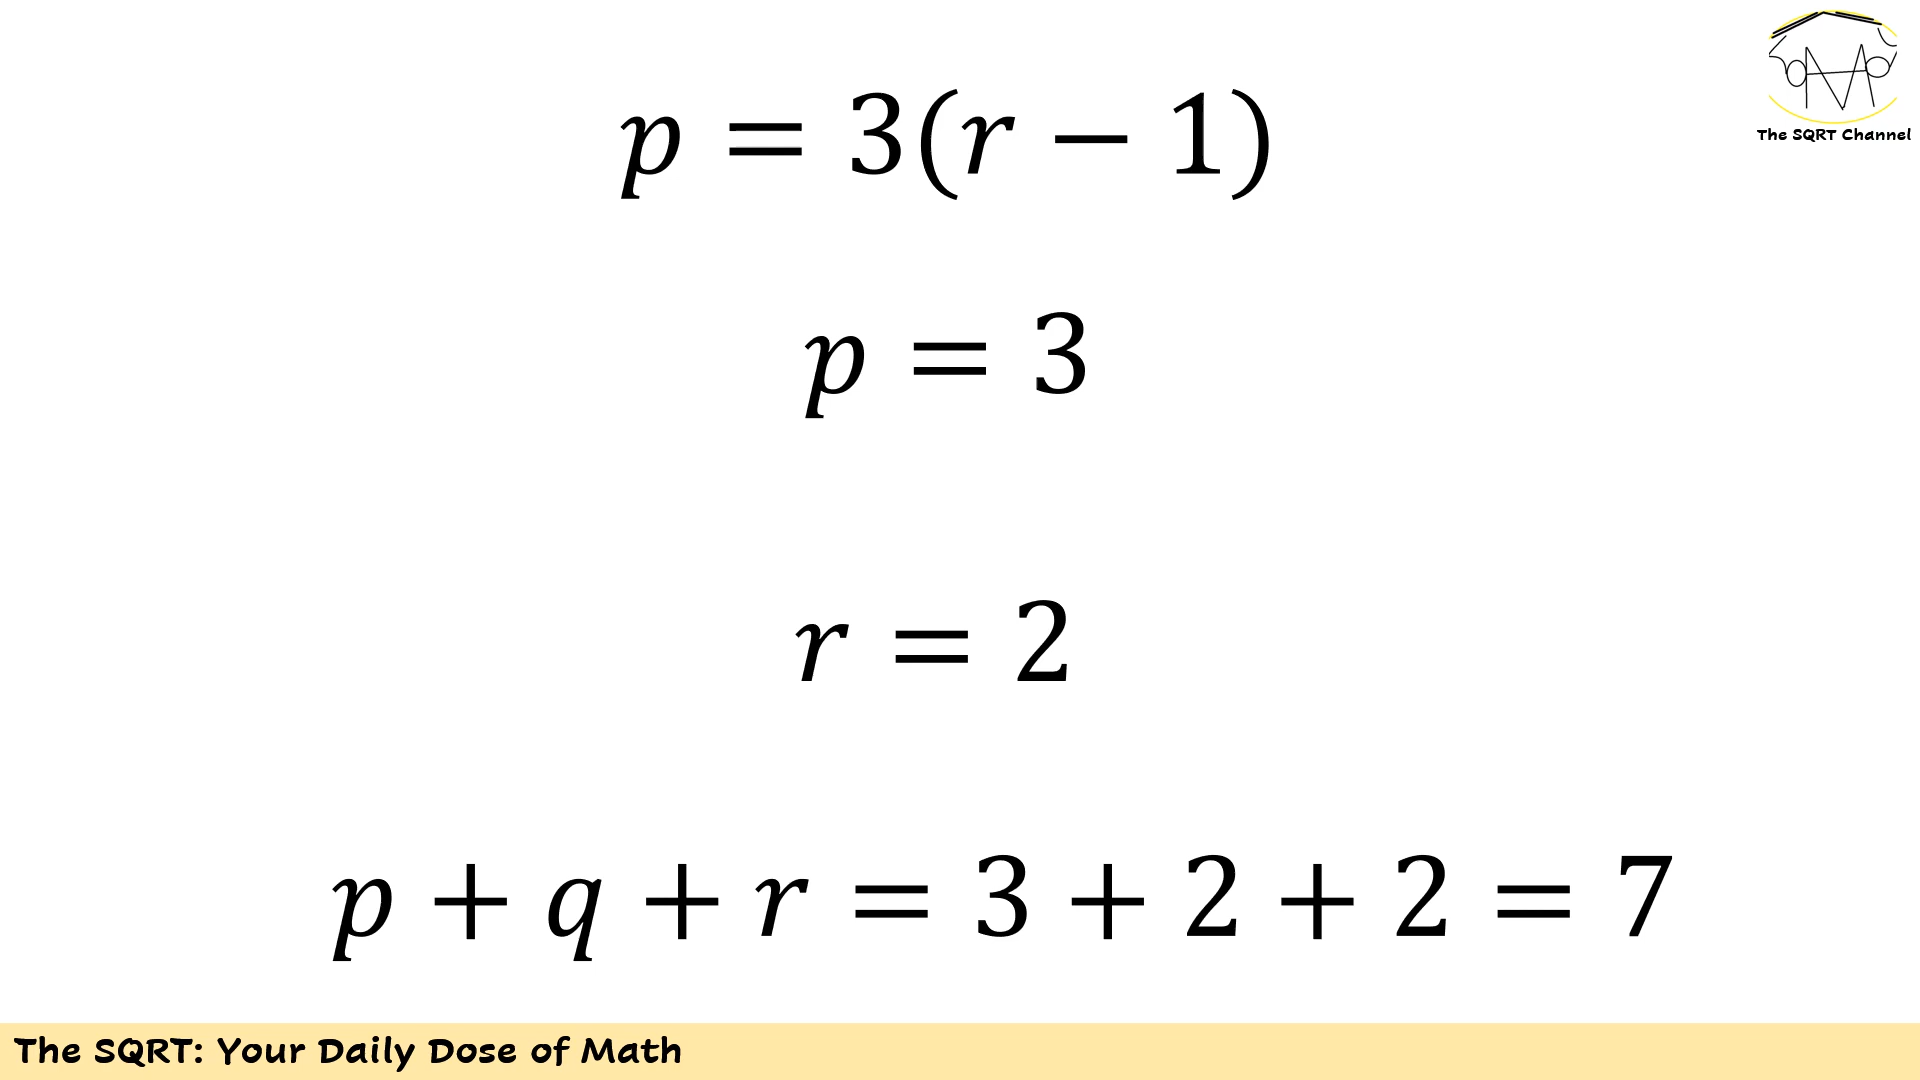 The SQRT Channel
p = 3(r − 1)
p = 3
r = 2
p + q + r = 3 + 2 + 2 = 7
The SQRT: Your Daily Dose of Math